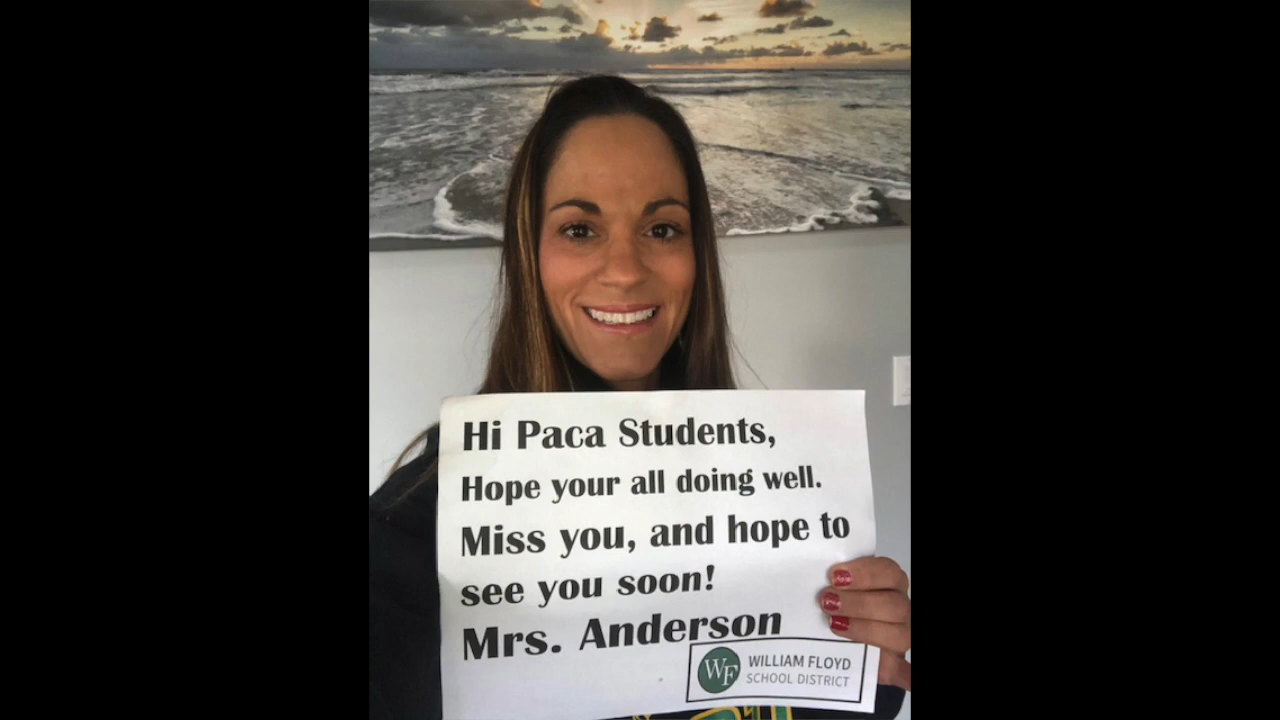 Hi Paca Students,
Hope your all doing well.
Miss you, and hope to
see you soon!
Mrs. Anderson
WF WILLIAM FLOYD
SCHOOL DISTRICT